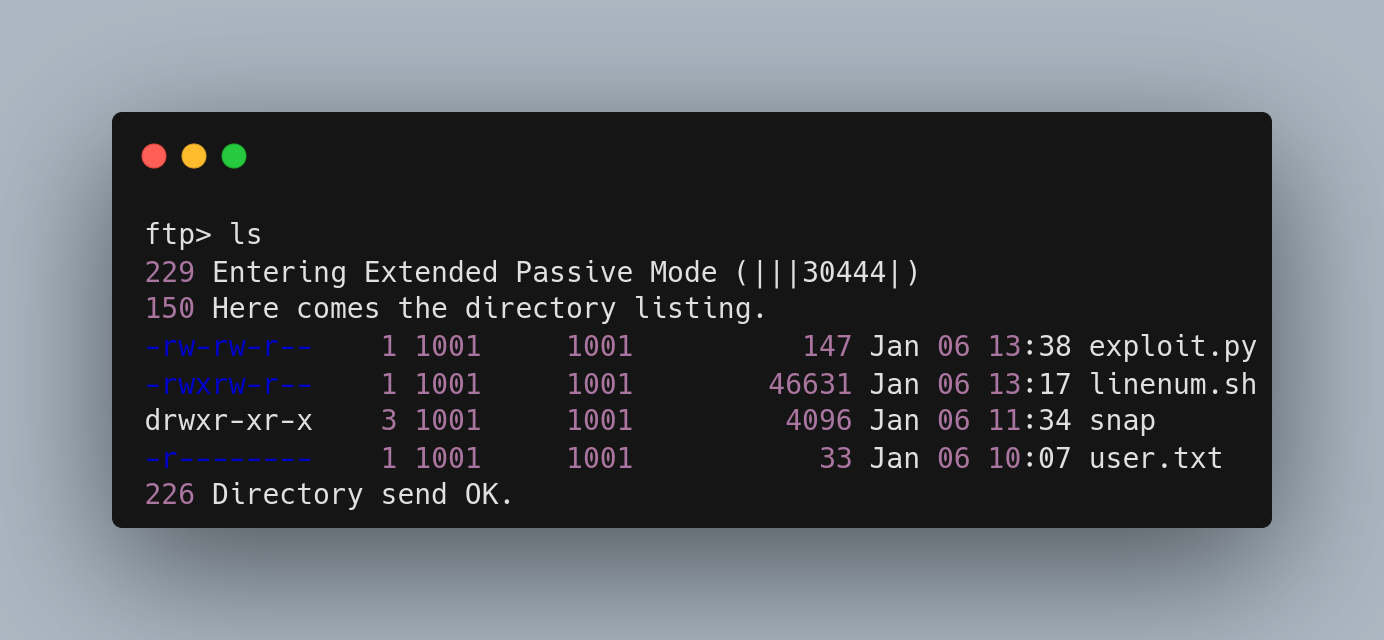 ftp> ls
229 Entering Extended Passive Mode (|||30444|)
150 Here comes the directory listing.
-rw-rw-r--    1 1001     1001          147 Jan 06 13:38 exploit.py
-rwxrw-r--    1 1001     1001        46631 Jan 06 13:17 linenum.sh
drwxr-xr-x    3 1001     1001         4096 Jan 06 11:34 snap
-r--------    1 1001     1001           33 Jan 06 10:07 user.txt
226 Directory send OK.